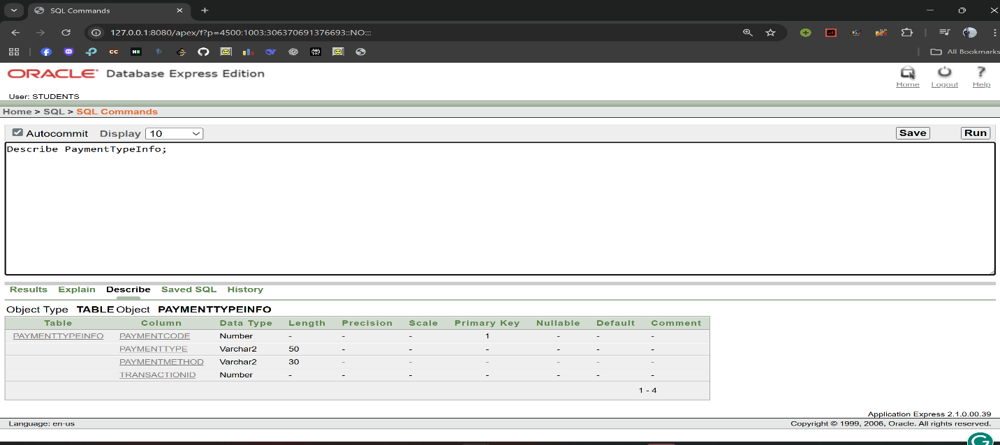 SQL Commands
127.0.0.1:8080/apex/f?p=4500:1003:306370691376693::NO:::
CC
All Bookmarks
ORACLE Database Express Edition
Home Logout Help
User: STUDENTS
Home > SQL > SQL Commands
Autocommit Display 10 Save Run
Describe PaymentTypeInfo;
Results Explain Describe Saved SQL History
Object Type TABLE Object PAYMENTTYPEINFO
Table Column Data Type Length Precision Scale Primary Key Nullable Default Comment
PAYMENTTYPEINFO PAYMENTCODE Number - - - 1 - - -
PAYMENTTYPE Varchar2 50 - - - - - -
PAYMENTMETHOD Varchar2 30 - - - - - -
TRANSACTIONID Number - - - - - - -
1 - 4
Application Express 2.1.0.00.39
Language: en-us Copyright © 1999, 2006, Oracle. All rights reserved.